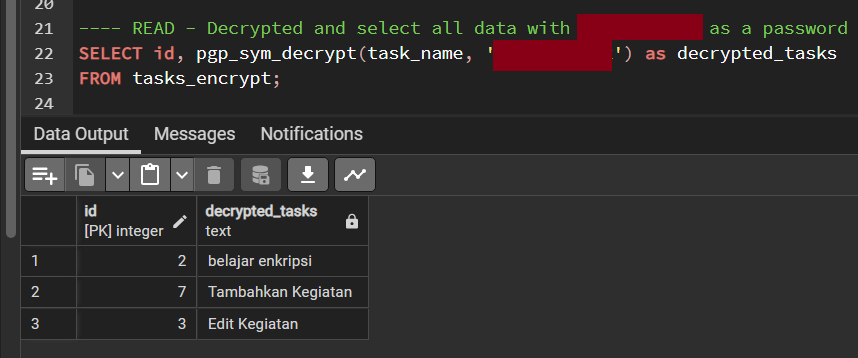 20
21 ---- READ - Decrypted and select all data with as a password
22 SELECT id, pgp_sym_decrypt(task_name, '') as decrypted_tasks
23 FROM tasks_encrypt;
24
Data Output Messages Notifications
id decrypted_tasks
[PK] integer text
1 2 belajar enkripsi
2 7 Tambahkan Kegiatan
3 3 Edit Kegiatan